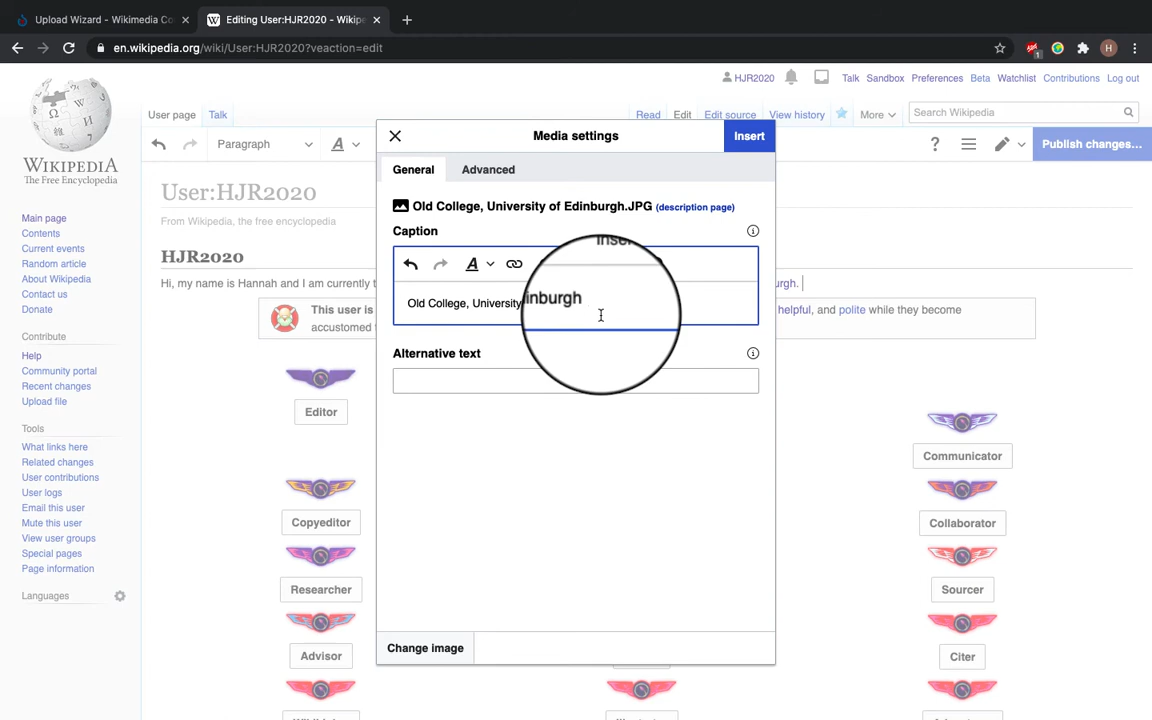 Upload Wizard - Wikimedia Co
Editing User:HJR2020 - Wikipe
en.wikipedia.org/wiki/User:HJR2020?veaction=edit
1
H
HJR2020
Talk
Sandbox
Preferences
Beta
Watchlist
Contributions
Log out
User page
Talk
Read
Edit
Edit source
View history
More
Search Wikipedia
Paragraph
A
Publish changes...
WIKIPEDIA
The Free Encyclopedia
Main page
Contents
Current events
Random article
About Wikipedia
Contact us
Donate
Contribute
Help
Community portal
Recent changes
Upload file
Tools
What links here
Related changes
User contributions
User logs
Email this user
Mute this user
View user groups
Special pages
Page information
Languages
User:HJR2020
From Wikipedia, the free encyclopedia
HJR2020
Hi, my name is Hannah and I am currently
This user is
accustomed
helpful, and polite while they become
Media settings
Insert
General
Advanced
Old College, University of Edinburgh.JPG (description page)
Caption
A
Old College, University
inburgh
Alternative text
Change image
Editor
Copyeditor
Researcher
Advisor
Communicator
Collaborator
Sourcer
Citer